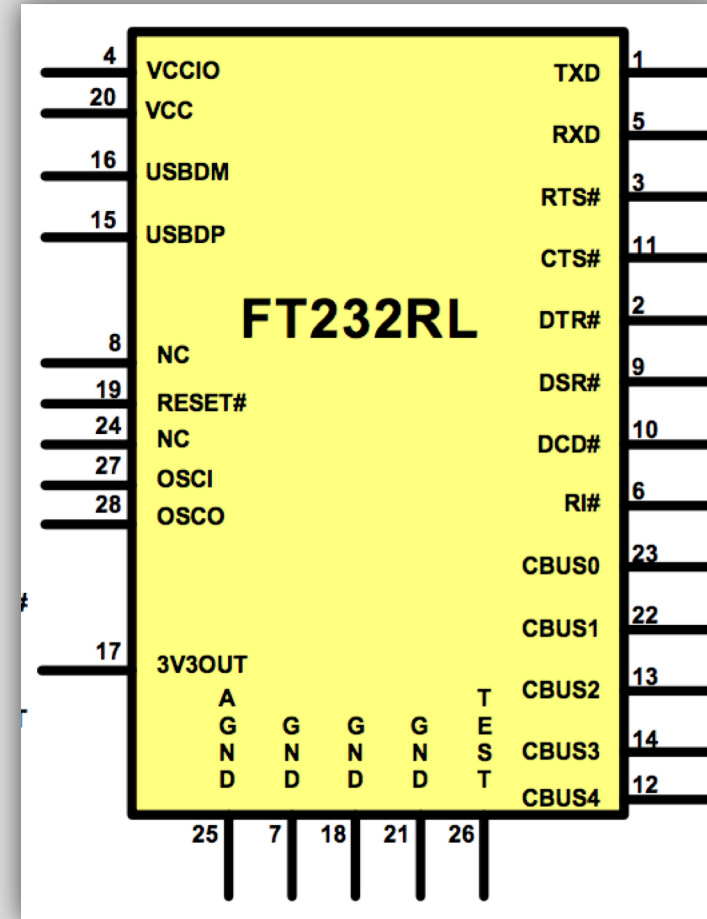 4 VCCIO
20 VCC
16 USBDM
15 USBDP
8 NC
19 RESET#
24 NC
27 OSCI
28 OSCO
17 3V3OUT
FT232RL
TXD 1
RXD 5
RTS# 3
CTS# 11
DTR# 2
DSR# 9
DCD# 10
RI# 6
CBUS0 23
CBUS1 22
CBUS2 13
CBUS3 14
CBUS4 12
AGND 25
GND 7
GND 18
GND 21
TEST 26
#